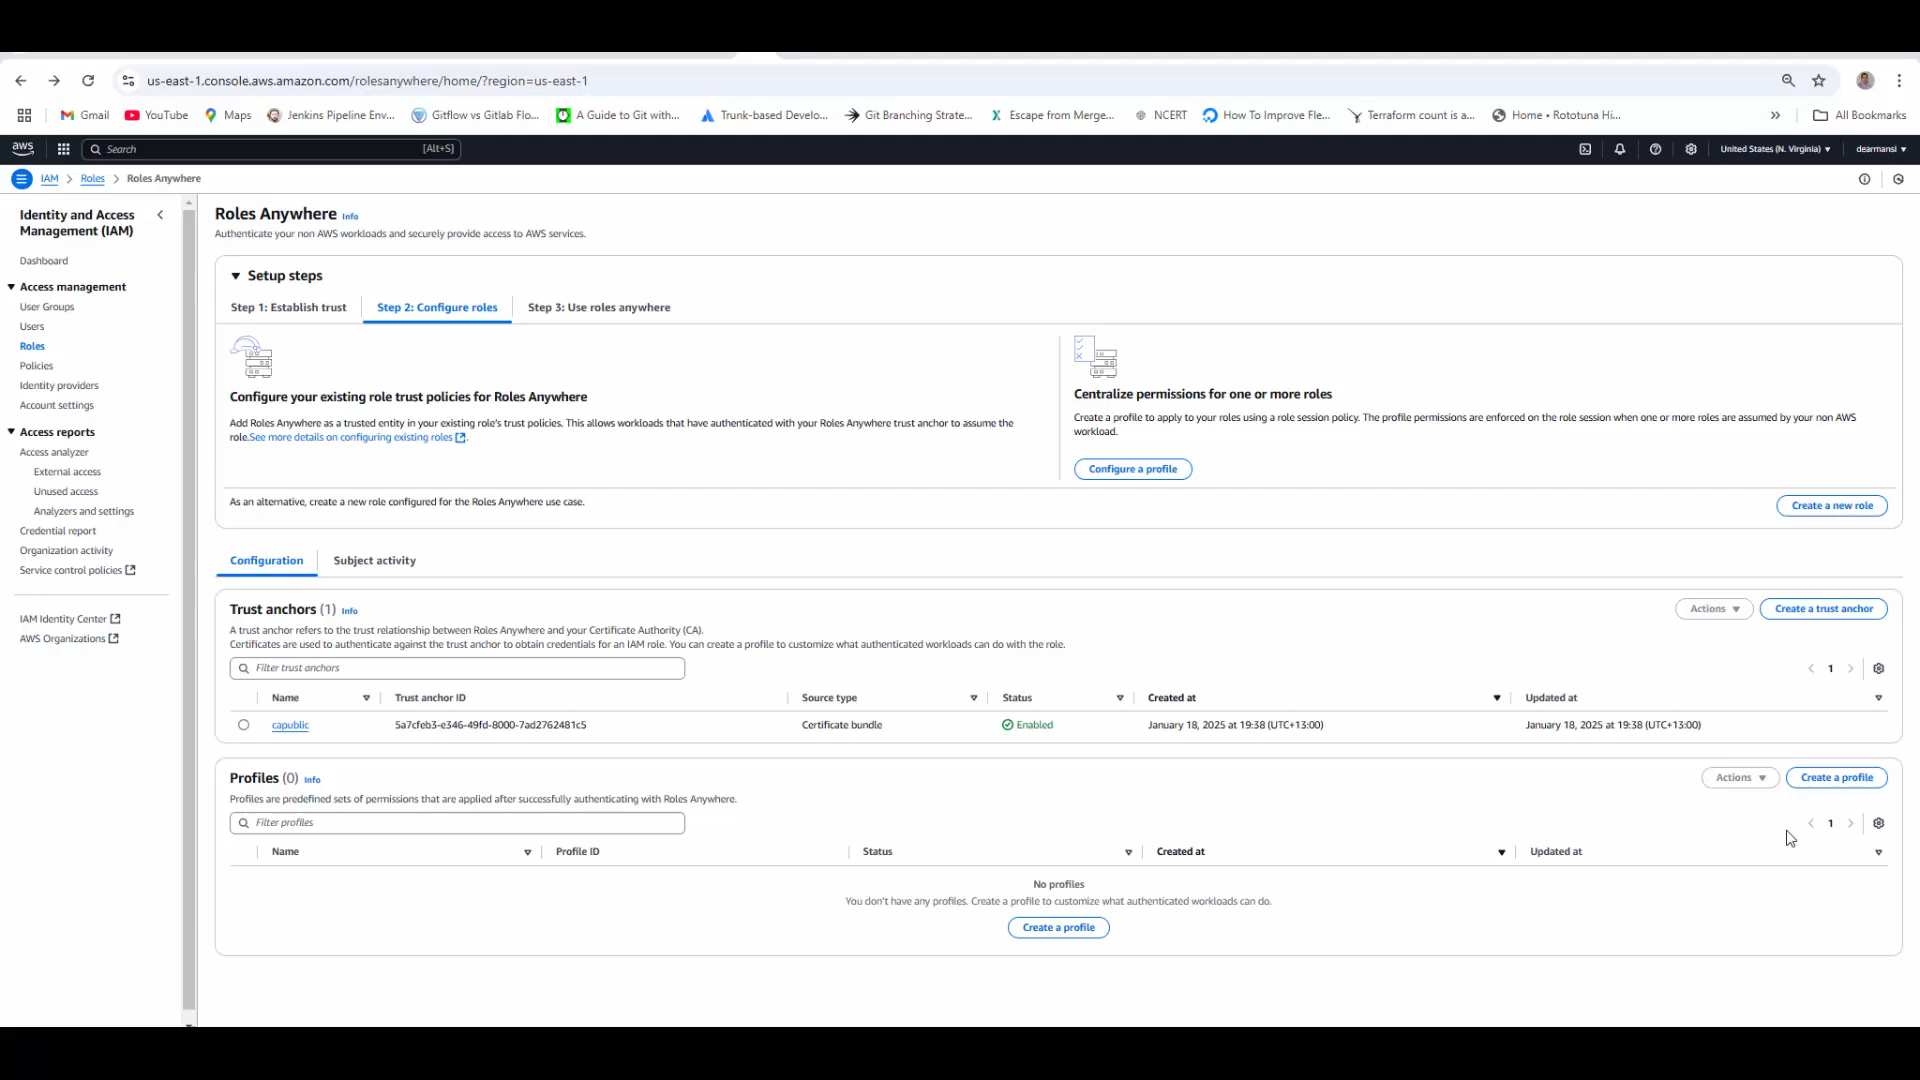 us-east-1.console.aws.amazon.com/rolesanywhere/home/?region=us-east-1
Gmail
YouTube
Maps
Jenkins Pipeline Env...
Gitflow vs Gitlab Flo...
A Guide to Git with...
Trunk-based Develo...
Git Branching Strate...
Escape from Merge...
NCERT
How To Improve Fle...
Terraform count is a...
Home • Rototuna Hi...
All Bookmarks
aws
Search
[Alt+S]
United States (N. Virginia)
dearmansi
IAM
Roles
Roles Anywhere
Identity and Access
Management (IAM)
Dashboard
Access management
User Groups
Users
Roles
Policies
Identity providers
Account settings
Access reports
Access analyzer
External access
Unused access
Analyzers and settings
Credential report
Organization activity
Service control policies
IAM Identity Center
AWS Organizations
Roles Anywhere Info
Authenticate your non AWS workloads and securely provide access to AWS services.
Setup steps
Step 1: Establish trust
Step 2: Configure roles
Step 3: Use roles anywhere
Configure your existing role trust policies for Roles Anywhere
Add Roles Anywhere as a trusted entity in your existing role's trust policies. This allows workloads that have authenticated with your Roles Anywhere trust anchor to assume the
role.See more details on configuring existing roles.
Centralize permissions for one or more roles
Create a profile to apply to your roles using a role session policy. The profile permissions are enforced on the role session when one or more roles are assumed by your non AWS
workload.
Configure a profile
As an alternative, create a new role configured for the Roles Anywhere use case.
Create a new role
Configuration
Subject activity
Trust anchors (1) Info
Actions
Create a trust anchor
A trust anchor refers to the trust relationship between Roles Anywhere and your Certificate Authority (CA).
Certificates are used to authenticate against the trust anchor to obtain credentials for an IAM role. You can create a profile to customize what authenticated workloads can do with the role.
Filter trust anchors
1
Name
Trust anchor ID
Source type
Status
Created at
Updated at
capublic
5a7cfeb3-e346-49fd-8000-7ad2762481c5
Certificate bundle
Enabled
January 18, 2025 at 19:38 (UTC+13:00)
January 18, 2025 at 19:38 (UTC+13:00)
Profiles (0) Info
Actions
Create a profile
Profiles are predefined sets of permissions that are applied after successfully authenticating with Roles Anywhere.
Filter profiles
1
Name
Profile ID
Status
Created at
Updated at
No profiles
You don't have any profiles. Create a profile to customize what authenticated workloads can do.
Create a profile